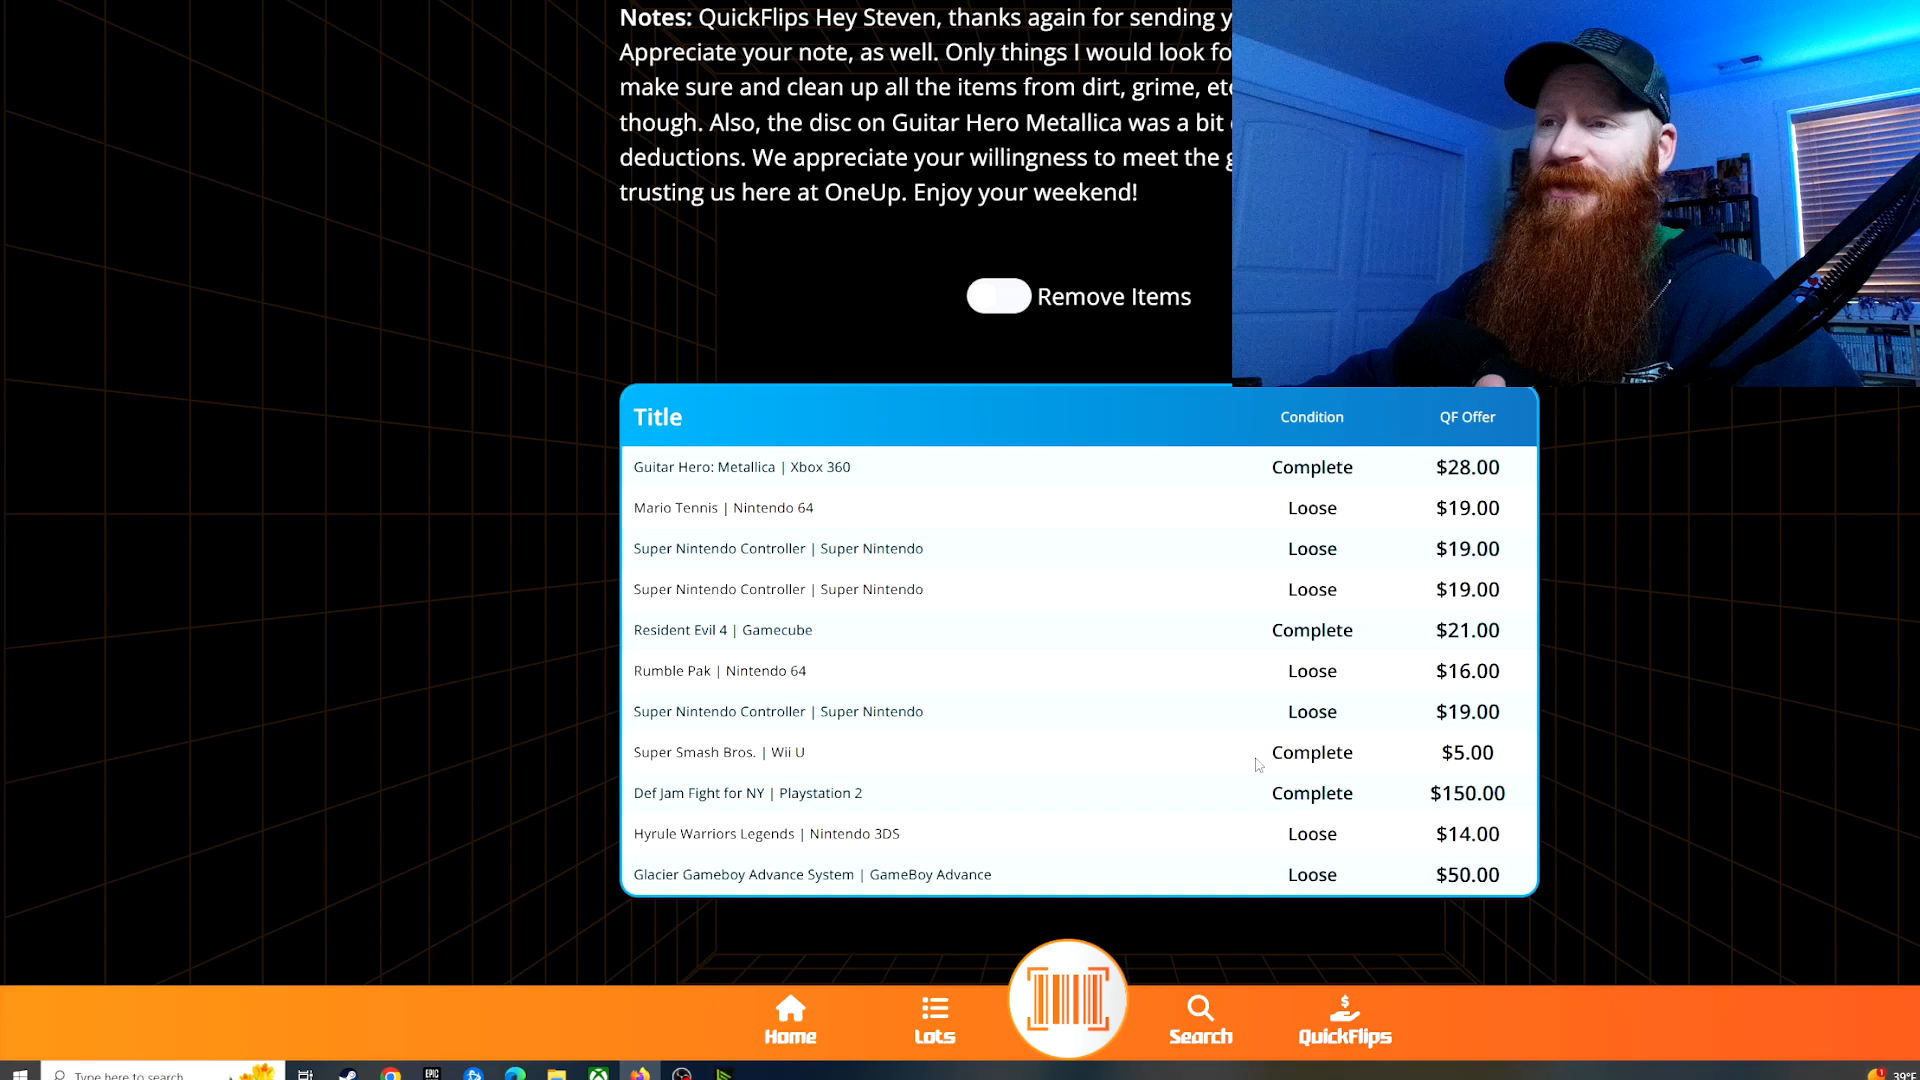 Notes: QuickFlips Hey Steven, thanks again for sending y
Appreciate your note, as well. Only things I would look fo
make sure and clean up all the items from dirt, grime, etc
though. Also, the disc on Guitar Hero Metallica was a bit
deductions. We appreciate your willingness to meet the g
trusting us here at OneUp. Enjoy your weekend!
Remove Items
Title Condition QF Offer
Guitar Hero: Metallica | Xbox 360 Complete $28.00
Mario Tennis | Nintendo 64 Loose $19.00
Super Nintendo Controller | Super Nintendo Loose $19.00
Super Nintendo Controller | Super Nintendo Loose $19.00
Resident Evil 4 | Gamecube Complete $21.00
Rumble Pak | Nintendo 64 Loose $16.00
Super Nintendo Controller | Super Nintendo Loose $19.00
Super Smash Bros. | Wii U Complete $5.00
Def Jam Fight for NY | Playstation 2 Complete $150.00
Hyrule Warriors Legends | Nintendo 3DS Loose $14.00
Glacier Gameboy Advance System | GameBoy Advance Loose $50.00
Home Lots Search QuickFlips
Type here to search EPIC 1 39°F